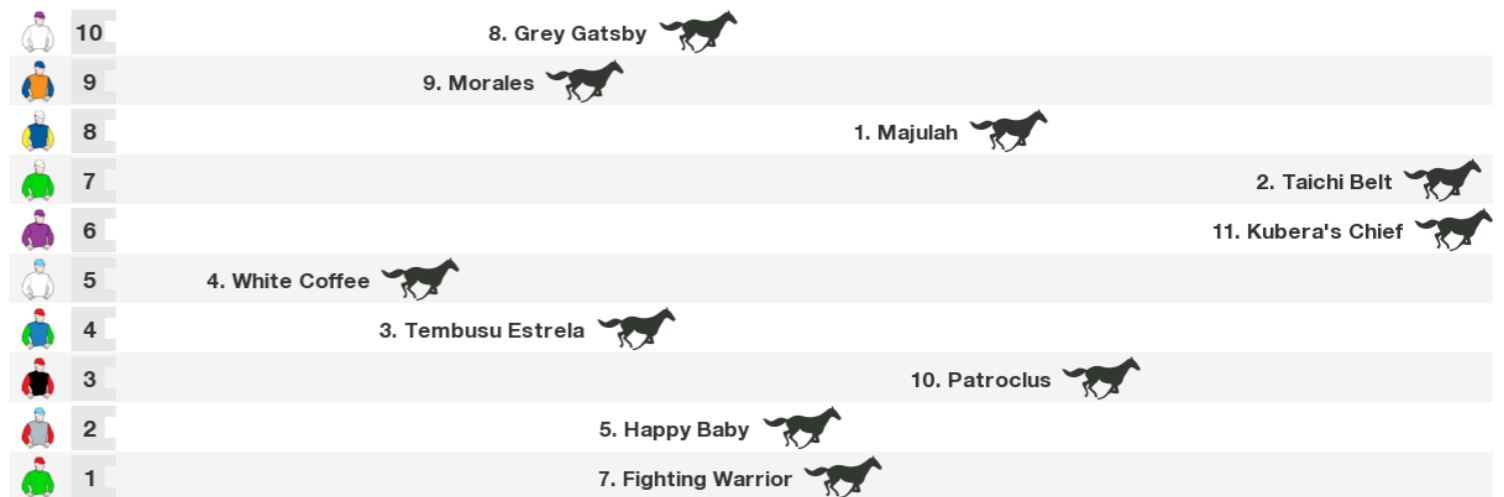 10 8. Grey Gatsby
9 9. Morales
8 1. Majulah
7 2. Taichi Belt
6 11. Kubera's Chief
5 4. White Coffee
4 3. Tembusu Estrela
3 10. Patroclus
2 5. Happy Baby
1 7. Fighting Warrior